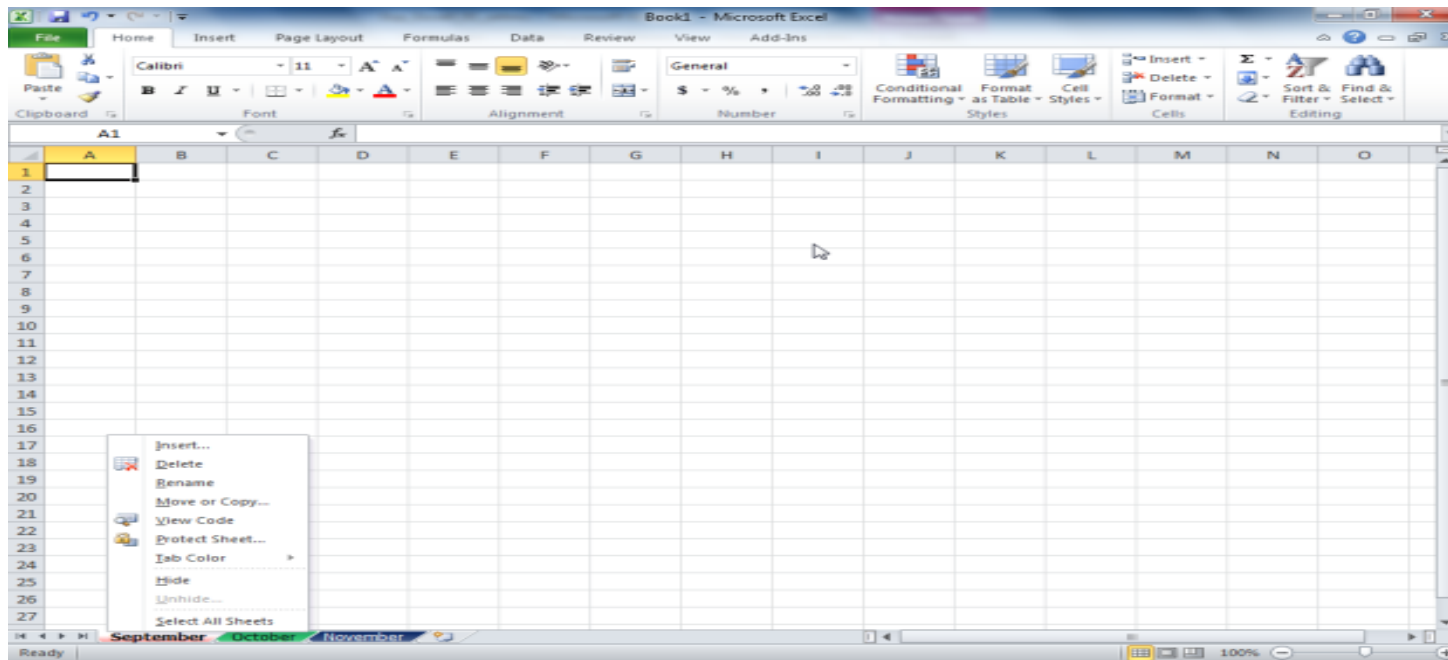 Book1 - Microsoft Excel
File Home Insert Page Layout Formulas Data Review View Add-Ins
Calibri 11 A A General Insert Σ
Paste Conditional Format Cell Delete Sort & Find &
B I U A $ % , .00 Formatting as Table Styles Format Filter Select
Clipboard Font Alignment Number Styles Cells Editing
A1 fx
A B C D E F G H I J K L M N O
1
2
3
4
5
6
7
8
9
10
11
12
13
14
15
16
17 Insert...
18 Delete
19 Rename
20 Move or Copy...
21 View Code
22
23 Protect Sheet...
24 Tab Color
25 Hide
26 Unhide...
27 Select All Sheets
September October November
Ready 100%